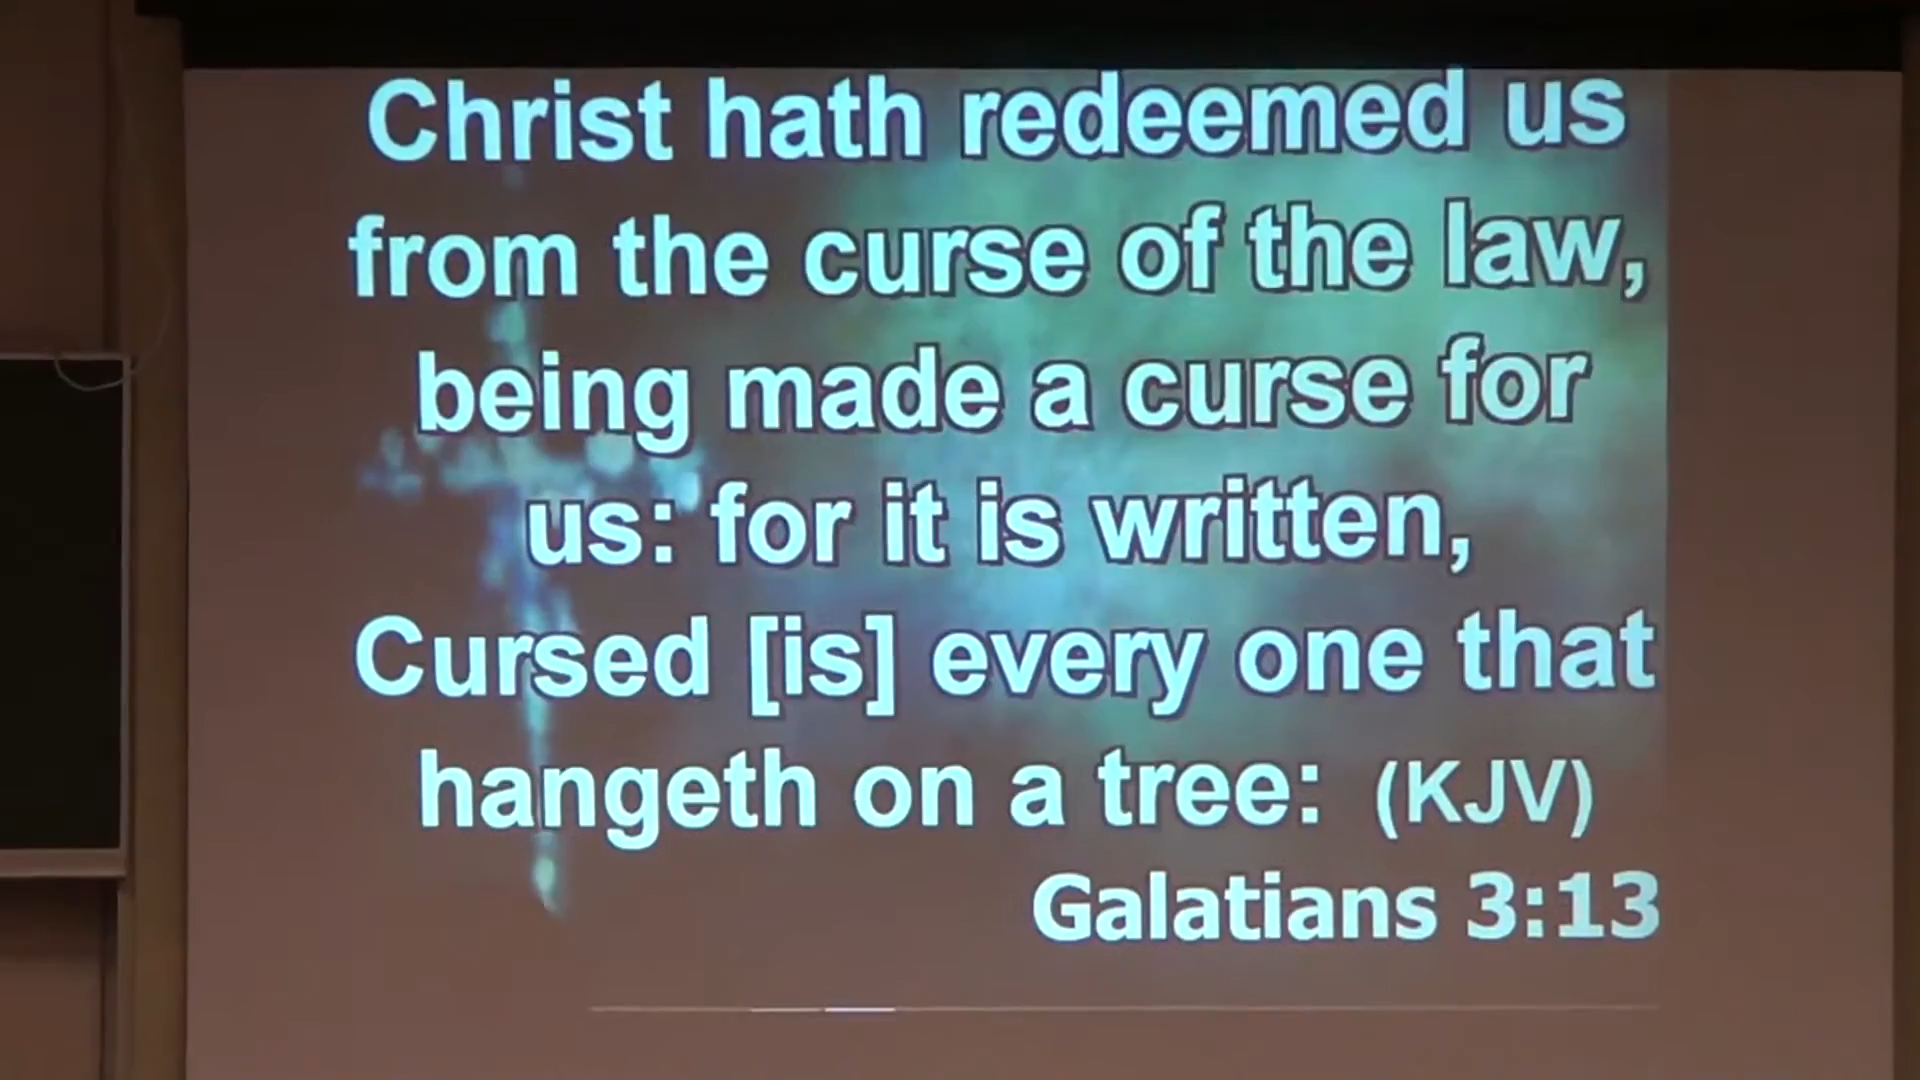 Christ hath redeemed us
from the curse of the law,
being made a curse for
us: for it is written,
Cursed [is] every one that
hangeth on a tree: (KJV)
Galatians 3:13